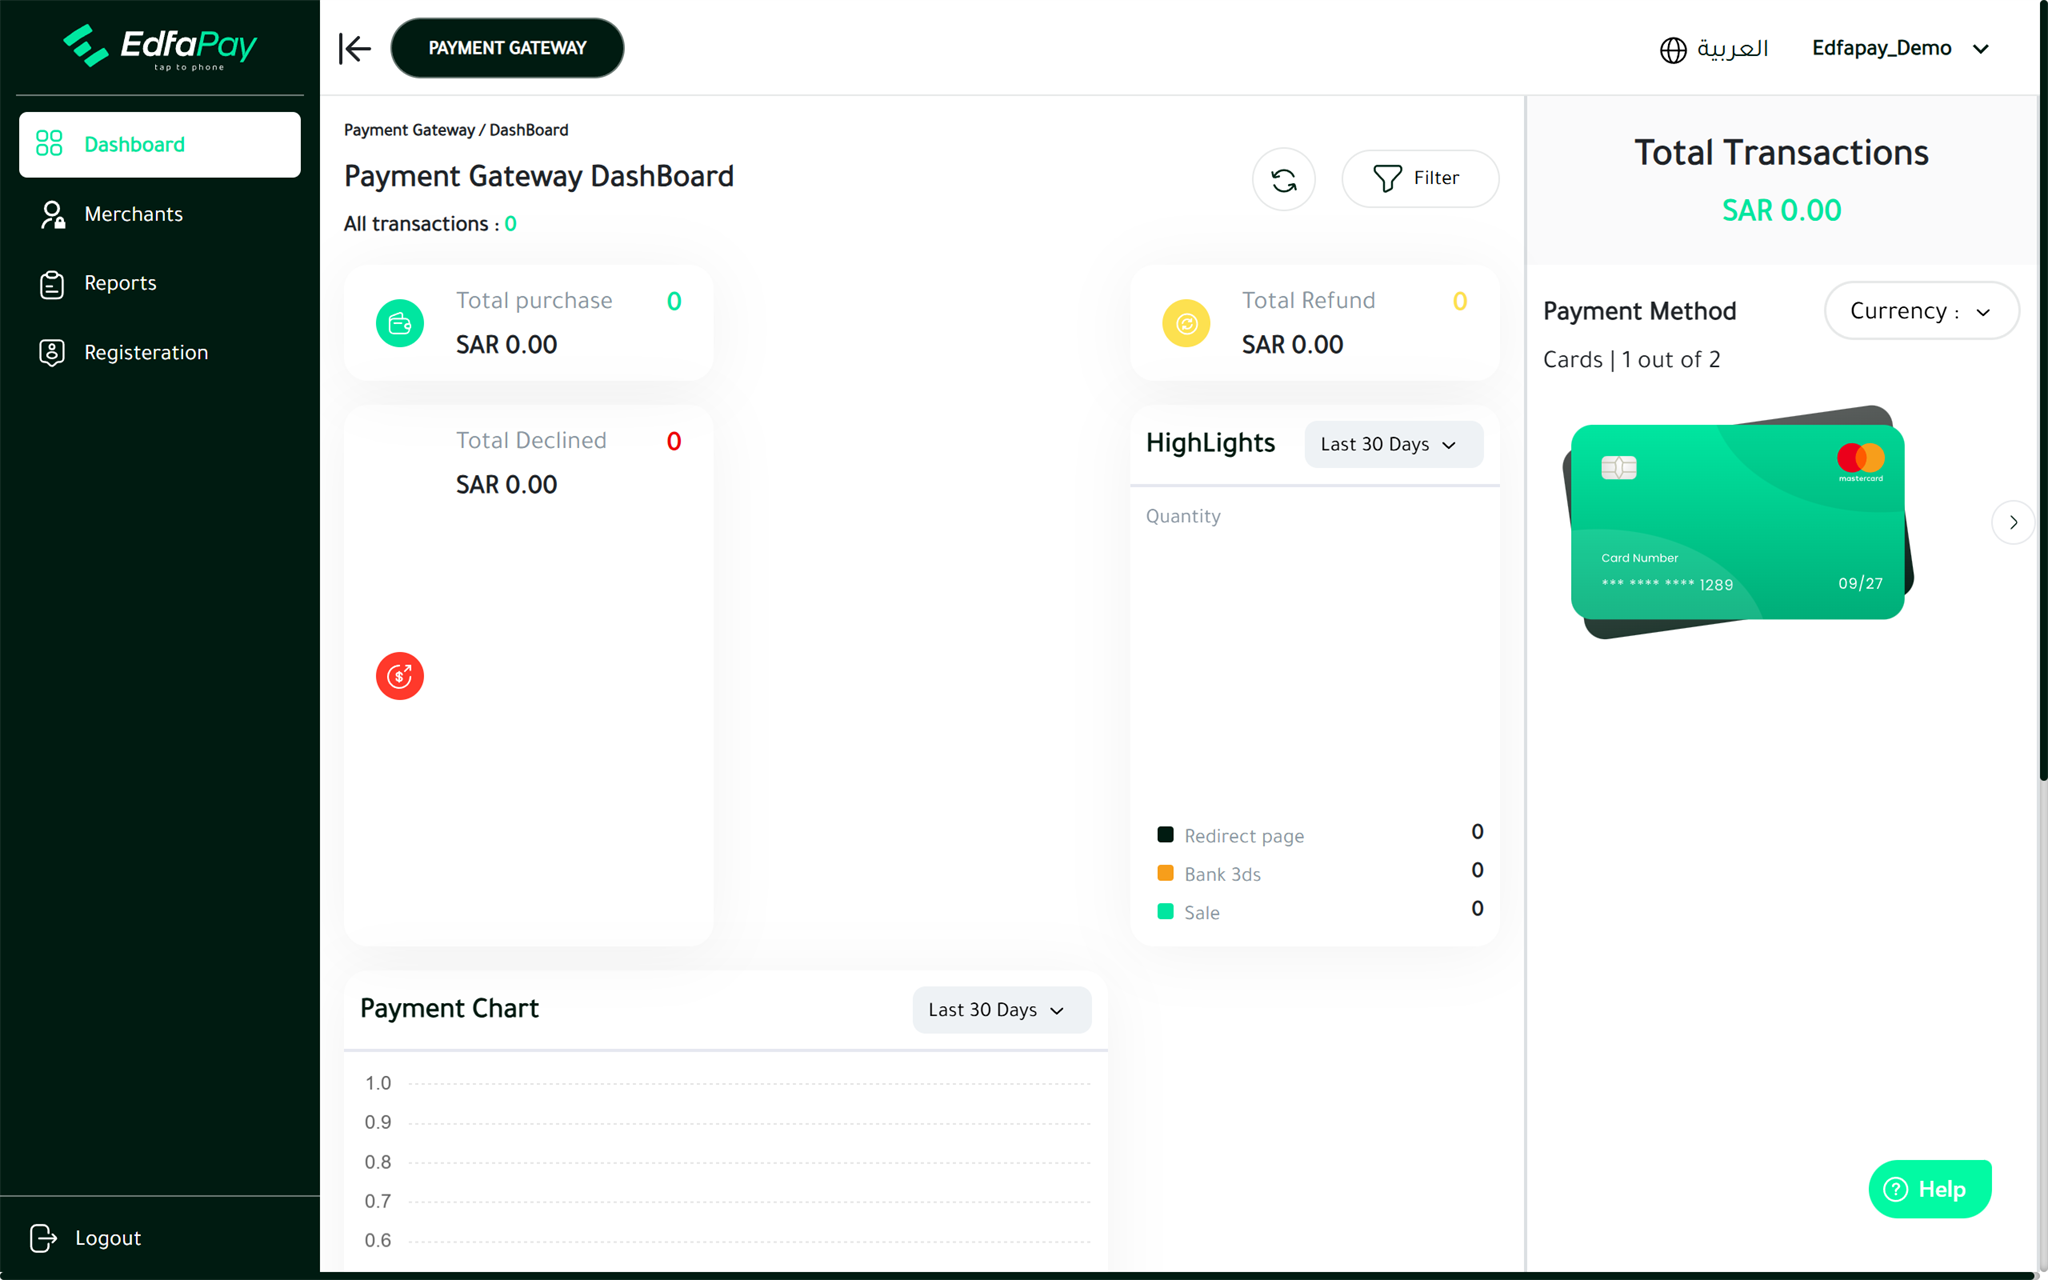 EdfaPay
tap to phone
Dashboard
Merchants
Reports
Registeration
Logout
PAYMENT GATEWAY
العربية
Edfapay_Demo
Payment Gateway / DashBoard
Payment Gateway DashBoard
All transactions : 0
Filter
Total purchase 0
SAR 0.00
Total Refund 0
SAR 0.00
Total Declined 0
SAR 0.00
HighLights
Last 30 Days
Quantity
Redirect page 0
Bank 3ds 0
Sale 0
Payment Chart
Last 30 Days
1.0
0.9
0.8
0.7
0.6
Total Transactions
SAR 0.00
Payment Method
Currency :
Cards | 1 out of 2
mastercard
Card Number
*** **** **** 1289
09/27
? Help